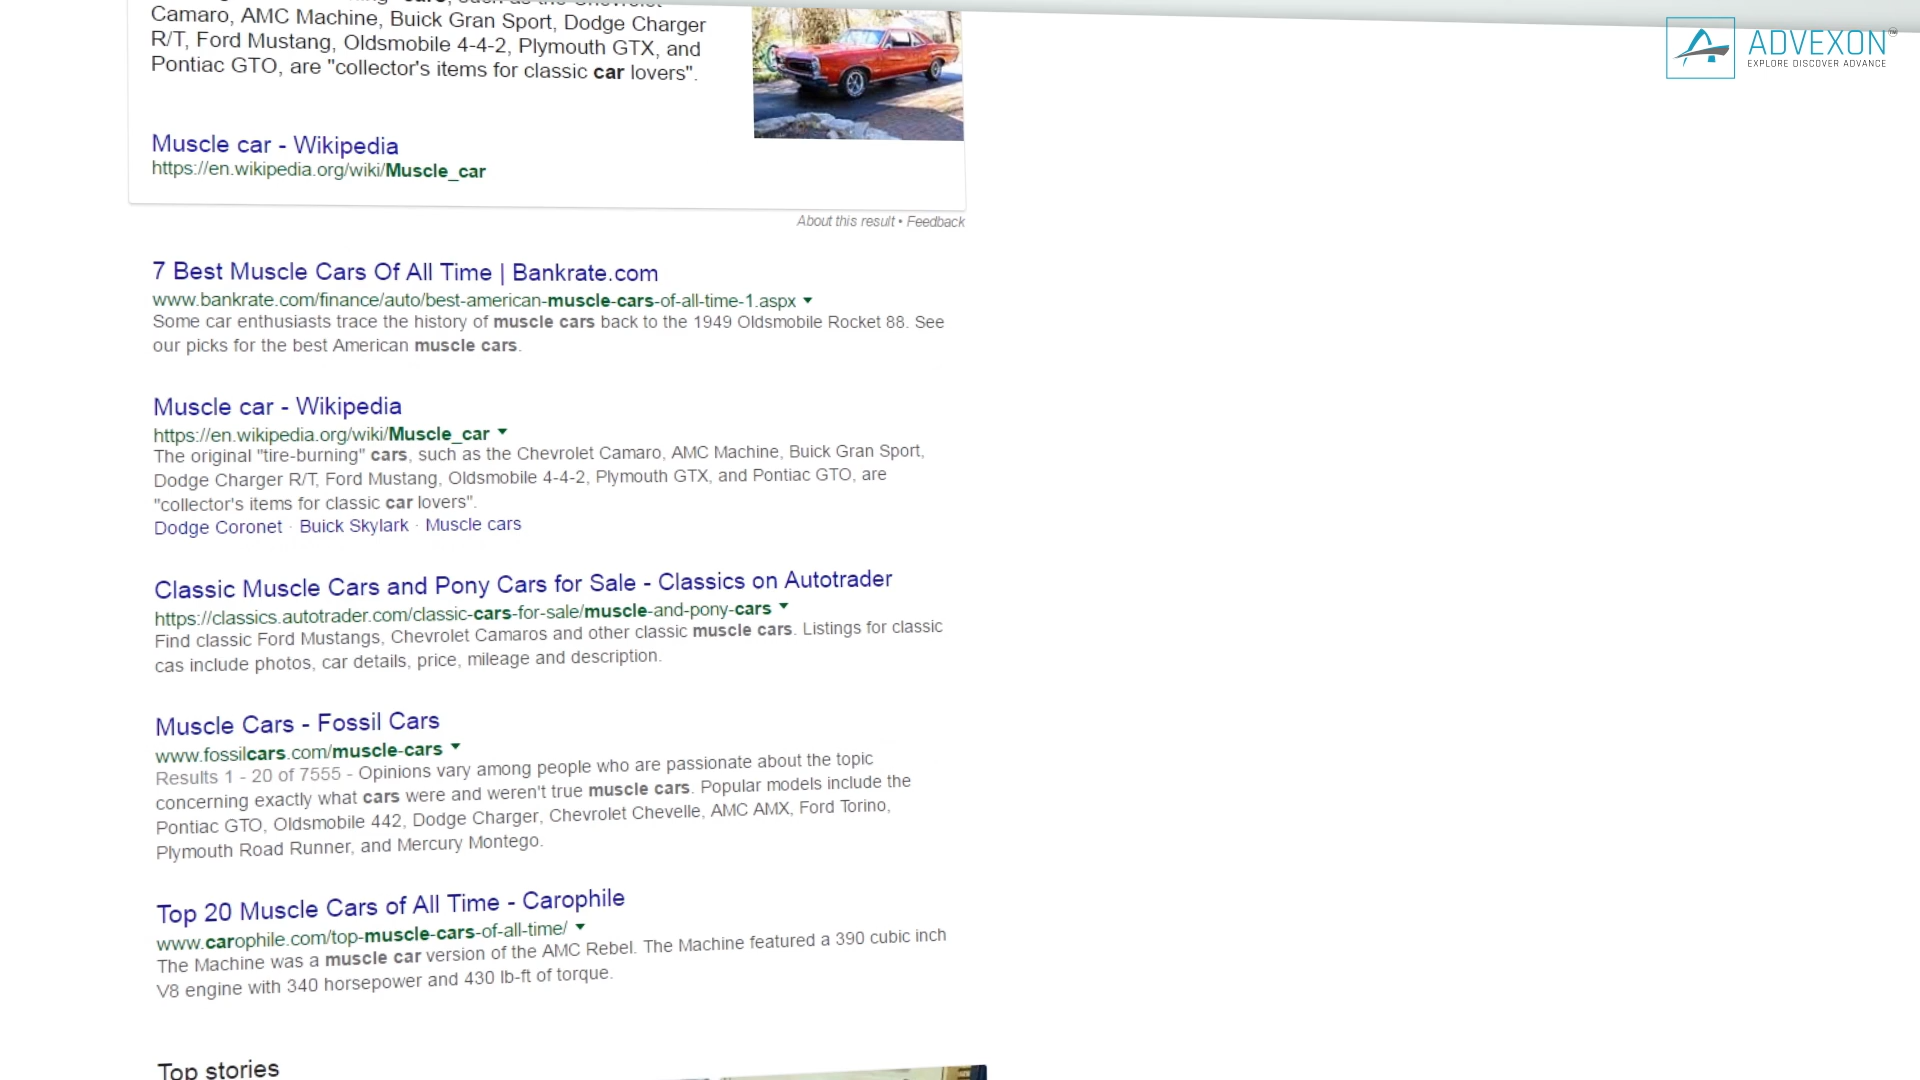 Camaro, AMC Machine, Buick Gran Sport, Dodge Charger
R/T, Ford Mustang, Oldsmobile 4-4-2, Plymouth GTX, and
Pontiac GTO, are "collector's items for classic car lovers".
ADVEXON™
EXPLORE DISCOVER ADVANCE
Muscle car - Wikipedia
https://en.wikipedia.org/wiki/Muscle_car
About this result • Feedback
7 Best Muscle Cars Of All Time | Bankrate.com
www.bankrate.com/finance/auto/best-american-muscle-cars-of-all-time-1.aspx
Some car enthusiasts trace the history of muscle cars back to the 1949 Oldsmobile Rocket 88. See
our picks for the best American muscle cars.
Muscle car - Wikipedia
https://en.wikipedia.org/wiki/Muscle_car
The original "tire-burning" cars, such as the Chevrolet Camaro, AMC Machine, Buick Gran Sport,
Dodge Charger R/T, Ford Mustang, Oldsmobile 4-4-2, Plymouth GTX, and Pontiac GTO, are
"collector's items for classic car lovers".
Dodge Coronet · Buick Skylark · Muscle cars
Classic Muscle Cars and Pony Cars for Sale - Classics on Autotrader
https://classics.autotrader.com/classic-cars-for-sale/muscle-and-pony-cars
Find classic Ford Mustangs, Chevrolet Camaros and other classic muscle cars. Listings for classic
cas include photos, car details, price, mileage and description.
Muscle Cars - Fossil Cars
www.fossilcars.com/muscle-cars
Results 1 - 20 of 7555 - Opinions vary among people who are passionate about the topic
concerning exactly what cars were and weren't true muscle cars. Popular models include the
Pontiac GTO, Oldsmobile 442, Dodge Charger, Chevrolet Chevelle, AMC AMX, Ford Torino,
Plymouth Road Runner, and Mercury Montego.
Top 20 Muscle Cars of All Time - Carophile
www.carophile.com/top-muscle-cars-of-all-time/
The Machine was a muscle car version of the AMC Rebel. The Machine featured a 390 cubic inch
V8 engine with 340 horsepower and 430 lb-ft of torque.
Top stories